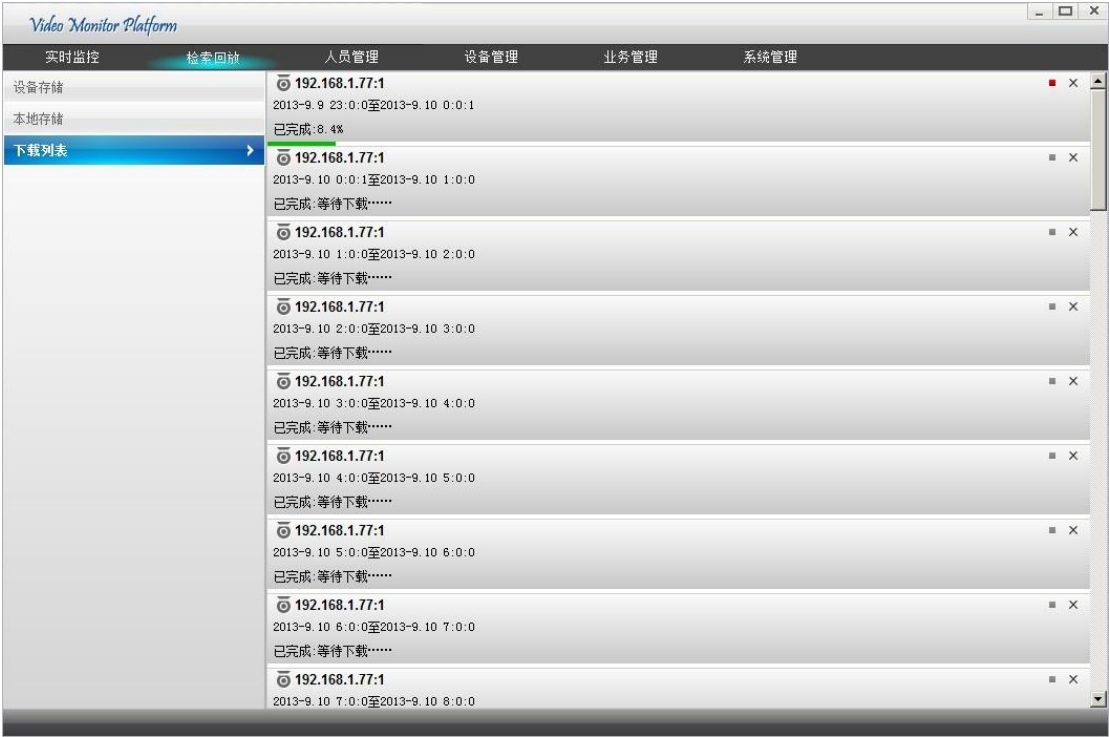 Video Monitor Platform
实时监控 检索回放 人员管理 设备管理 业务管理 系统管理
设备存储
本地存储
下载列表
192.168.1.77:1
2013-9.9 23:0:0至2013-9.10 0:0:1
已完成:8.4%
192.168.1.77:1
2013-9.10 0:0:1至2013-9.10 1:0:0
已完成:等待下载……
192.168.1.77:1
2013-9.10 1:0:0至2013-9.10 2:0:0
已完成:等待下载……
192.168.1.77:1
2013-9.10 2:0:0至2013-9.10 3:0:0
已完成:等待下载……
192.168.1.77:1
2013-9.10 3:0:0至2013-9.10 4:0:0
已完成:等待下载……
192.168.1.77:1
2013-9.10 4:0:0至2013-9.10 5:0:0
已完成:等待下载……
192.168.1.77:1
2013-9.10 5:0:0至2013-9.10 6:0:0
已完成:等待下载……
192.168.1.77:1
2013-9.10 6:0:0至2013-9.10 7:0:0
已完成:等待下载……
192.168.1.77:1
2013-9.10 7:0:0至2013-9.10 8:0:0